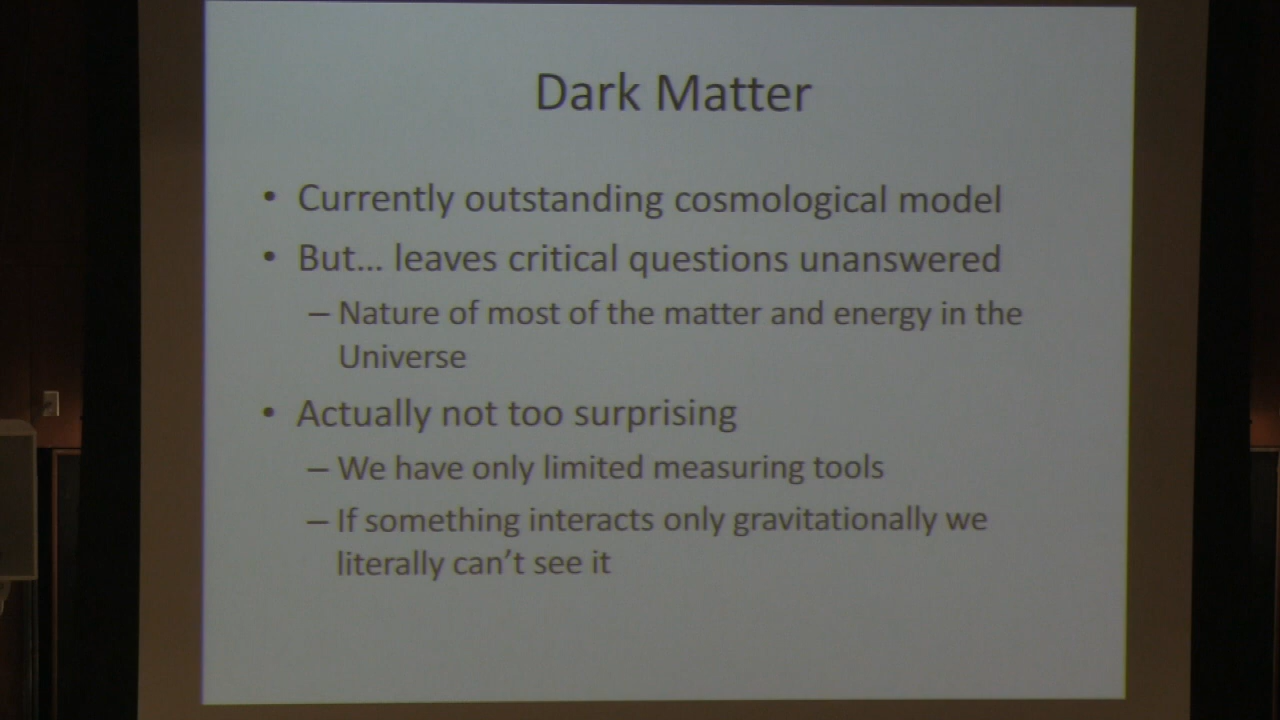 Dark Matter
• Currently outstanding cosmological model
• But... leaves critical questions unanswered
– Nature of most of the matter and energy in the
Universe
• Actually not too surprising
– We have only limited measuring tools
– If something interacts only gravitationally we
literally can't see it